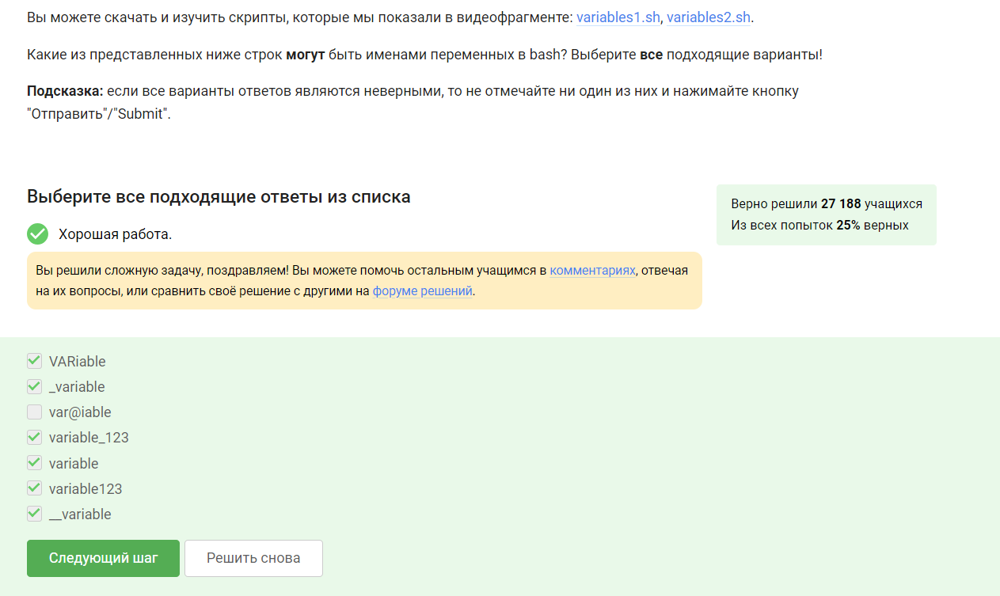 Вы можете скачать и изучить скрипты, которые мы показали в видеофрагменте: variables1.sh, variables2.sh.
Какие из представленных ниже строк могут быть именами переменных в bash? Выберите все подходящие варианты!
Подсказка: если все варианты ответов являются неверными, то не отмечайте ни один из них и нажимайте кнопку
"Отправить"/"Submit".
Выберите все подходящие ответы из списка
Верно решили 27 188 учащихся
Из всех попыток 25% верных
Хорошая работа.
Вы решили сложную задачу, поздравляем! Вы можете помочь остальным учащимся в комментариях, отвечая
на их вопросы, или сравнить своё решение с другими на форуме решений.
VARiable
_variable
var@iable
variable_123
variable
variable123
__variable
Следующий шаг
Решить снова